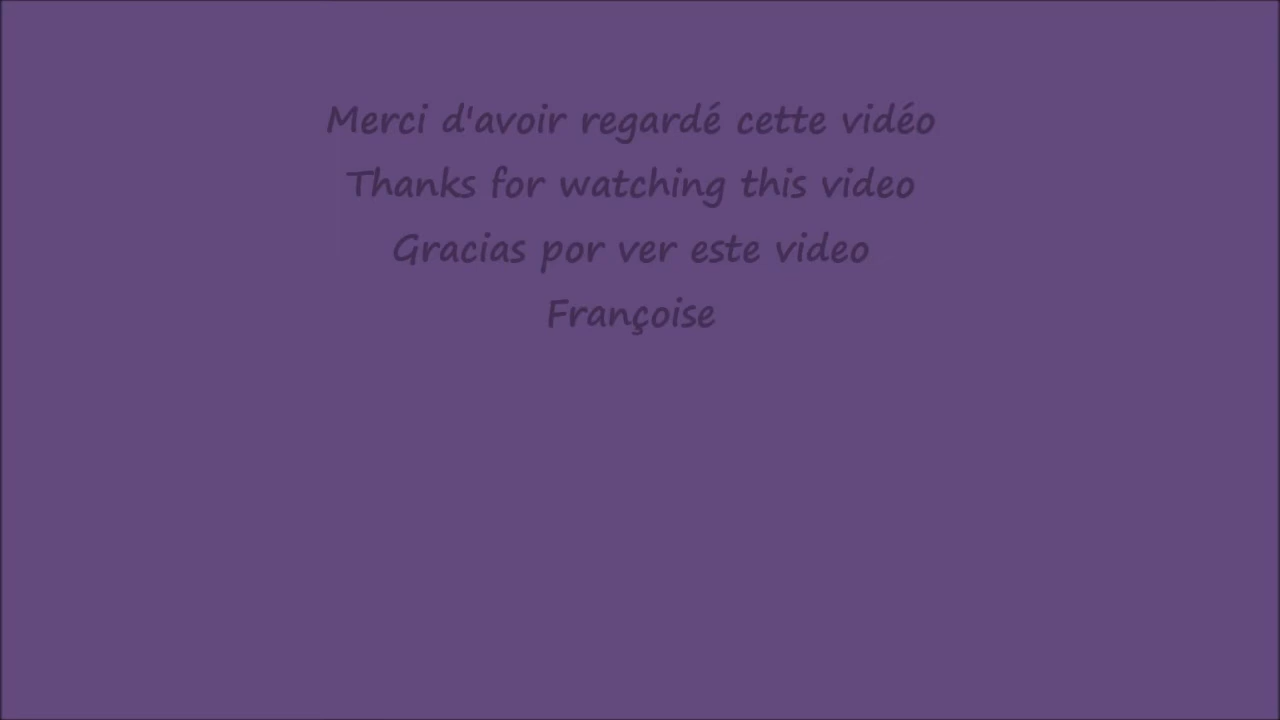 Merci d'avoir regardé cette vidéo
Thanks for watching this video
Gracias por ver este video
Françoise